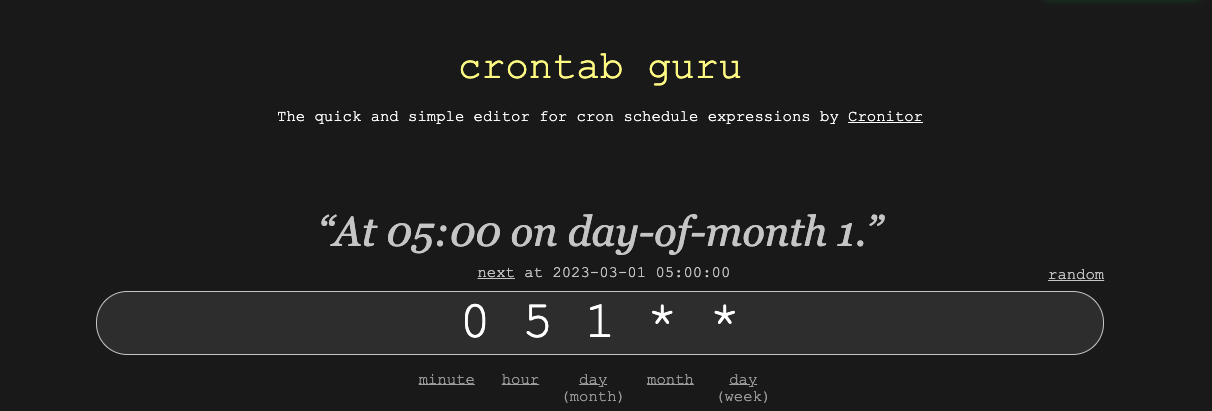 crontab guru
The quick and simple editor for cron schedule expressions by Cronitor
“At 05:00 on day-of-month 1.”
next at 2023-03-01 05:00:00
random
0 5 1 * *
minute hour day month day
(month) (week)